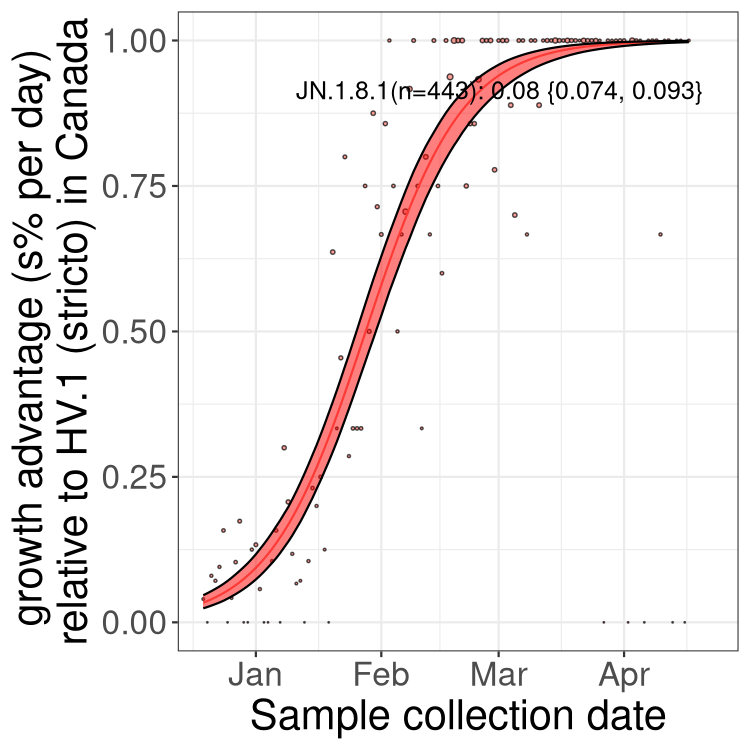 growth advantage (s% per day)
relative to HV.1 (stricto) in Canada
1.00
0.75
0.50
0.25
0.00
JN.1.8.1(n=443): 0.08 {0.074, 0.093}
Jan Feb Mar Apr
Sample collection date